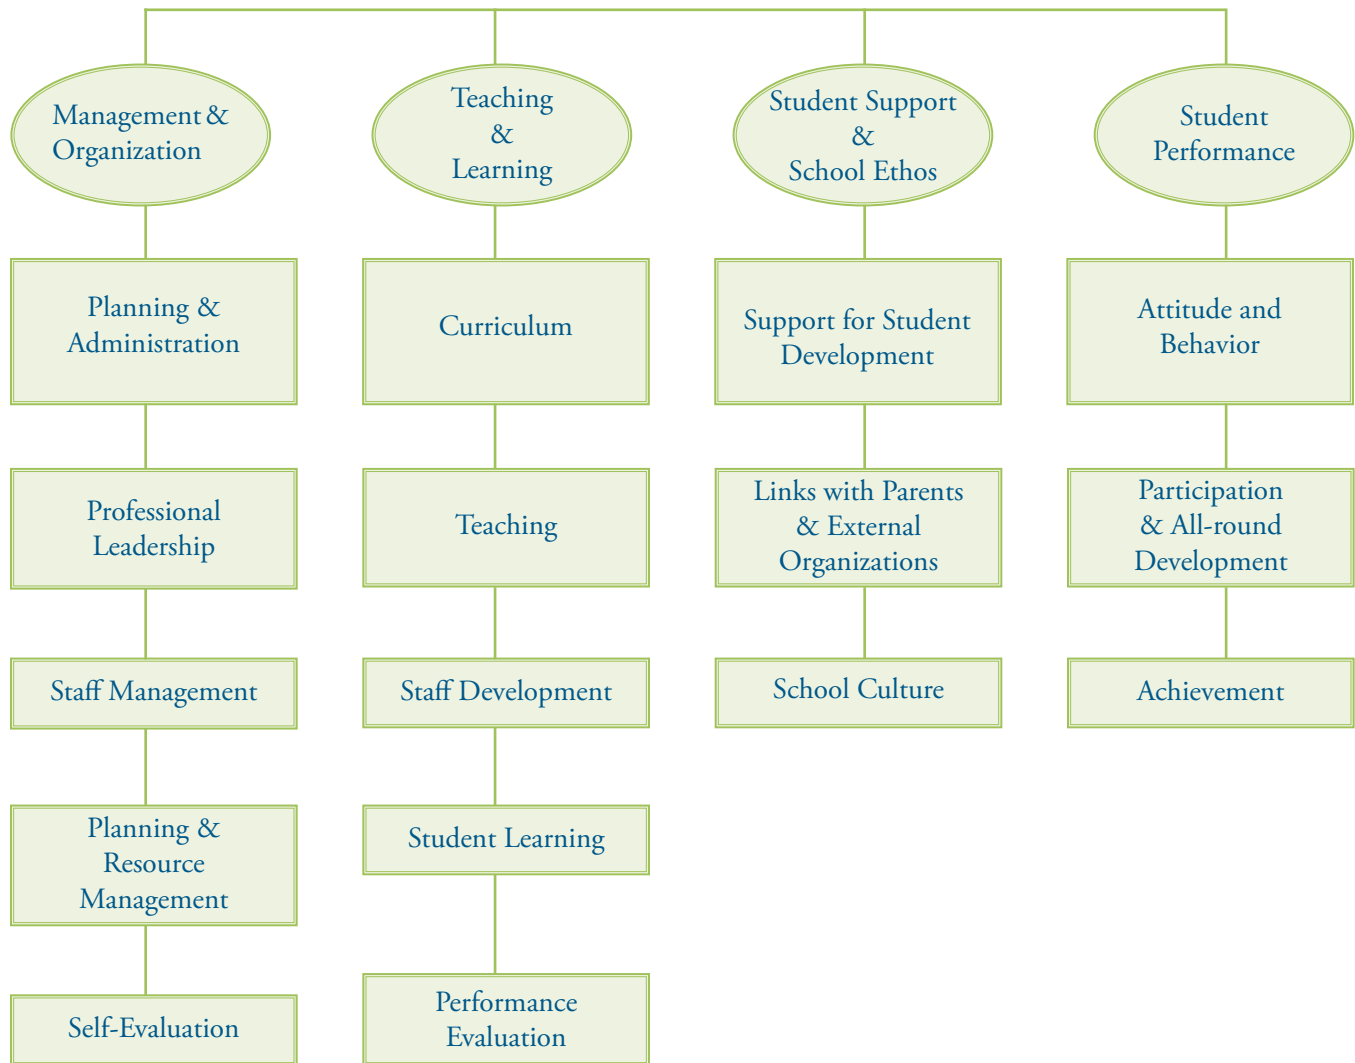 Management &
Organization
Teaching
&
Learning
Student Support
&
School Ethos
Student
Performance
Planning &
Administration
Curriculum
Support for Student
Development
Attitude and
Behavior
Professional
Leadership
Teaching
Links with Parents
& External
Organizations
Participation
& All-round
Development
Staff Management
Staff Development
School Culture
Achievement
Planning &
Resource
Management
Student Learning
Self-Evaluation
Performance
Evaluation